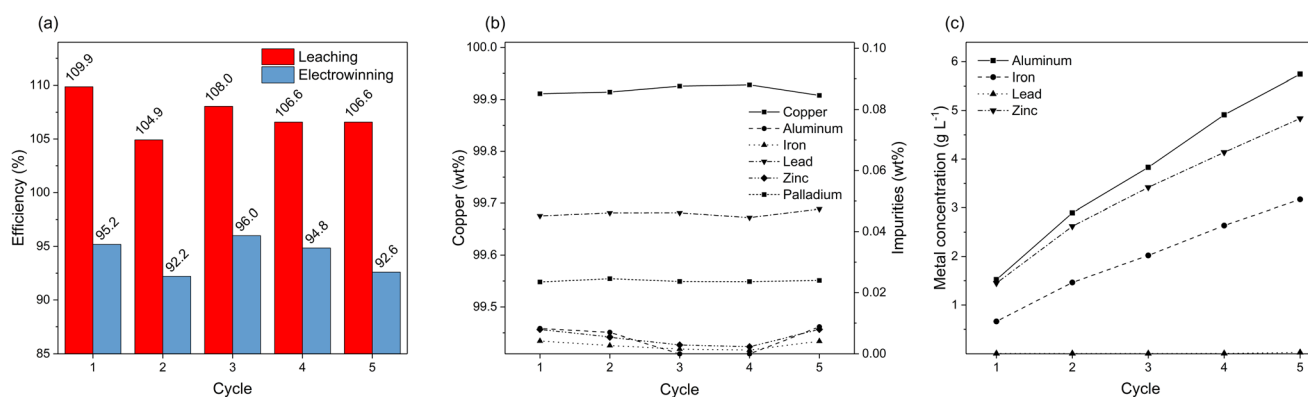 (a)
Leaching
Electrowinning
109.9
104.9
108.0
106.6
106.6
95.2
92.2
96.0
94.8
92.6
110
105
100
95
90
85
Efficiency (%)
1 2 3 4 5
Cycle
(b)
100.0
99.9
99.8
99.7
99.6
99.5
Copper (wt%)
Copper
Aluminum
Iron
Lead
Zinc
Palladium
0.10
0.08
0.06
0.04
0.02
0.00
Impurities (wt%)
1 2 3 4 5
Cycle
(c)
Aluminum
Iron
Lead
Zinc
6
5
4
3
2
1
Metal concentration (g L⁻¹)
1 2 3 4 5
Cycle